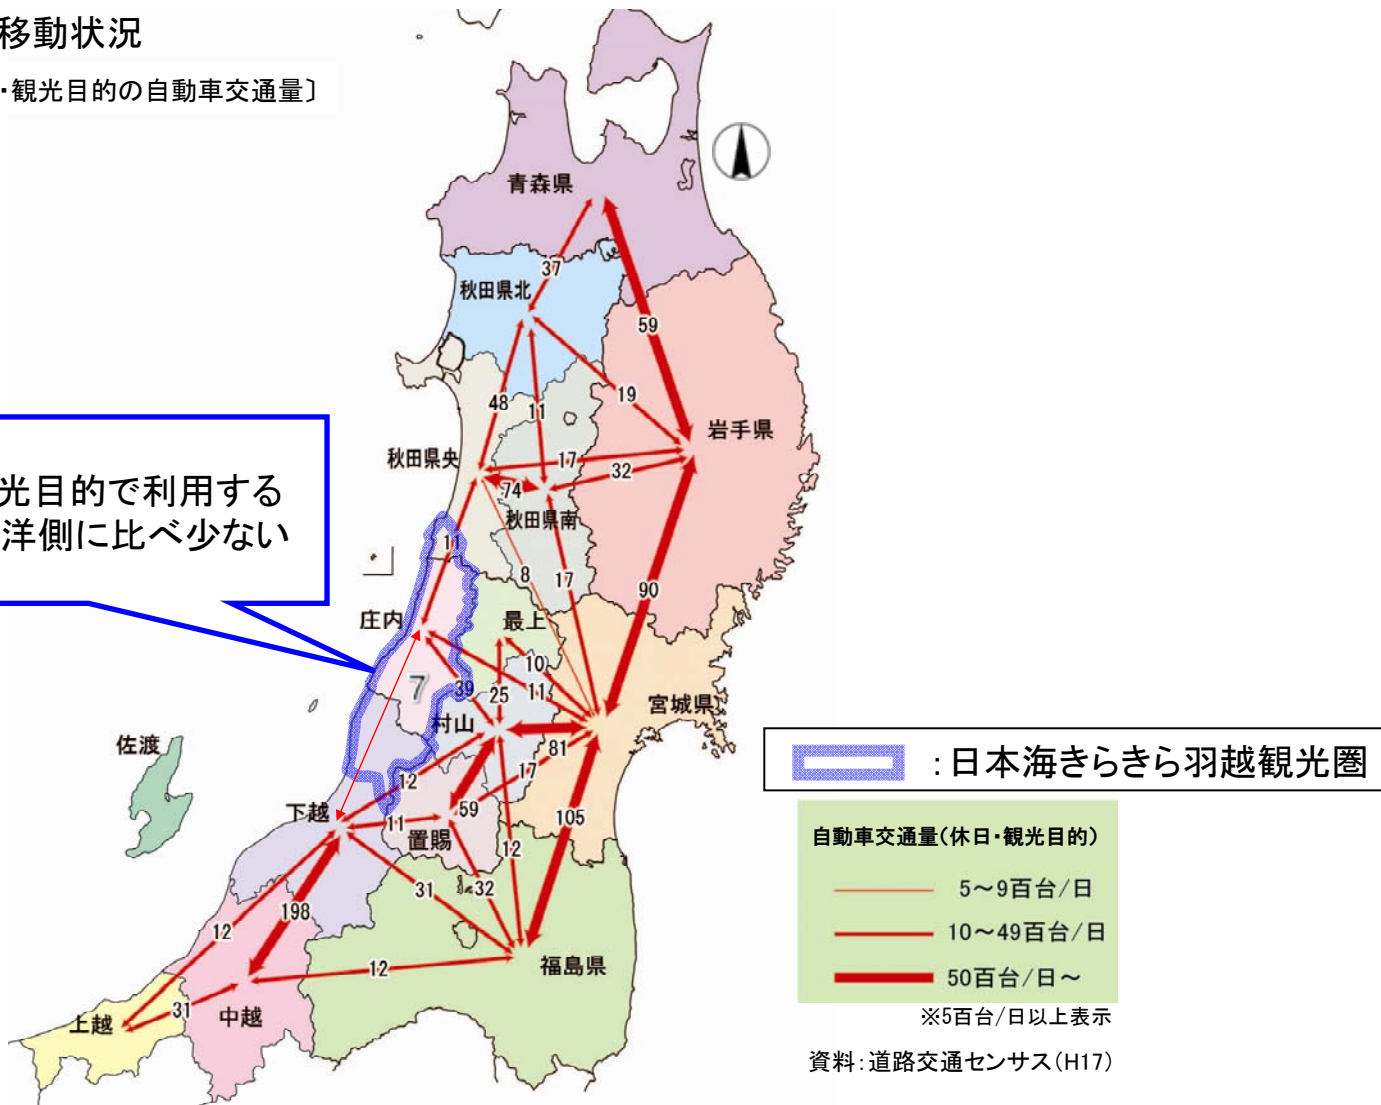 移動状況
・観光目的の自動車交通量〕
青森県
37
秋田県北
59
19
48
11
岩手県
秋田県央
17
32
74
秋田県南
光目的で利用する
洋側に比べ少ない
11
8
17
90
庄内
最上
10
7
39
25
11
宮城県
村山
佐渡
81
17
12
：日本海きらきら羽越観光圏
下越
59
11
置賜
105
12
自動車交通量(休日・観光目的)
31
32
5～9百台/日
198
12
10～49百台/日
12
福島県
50百台/日～
31
上越
中越
※5百台/日以上表示
資料：道路交通センサス(H17)